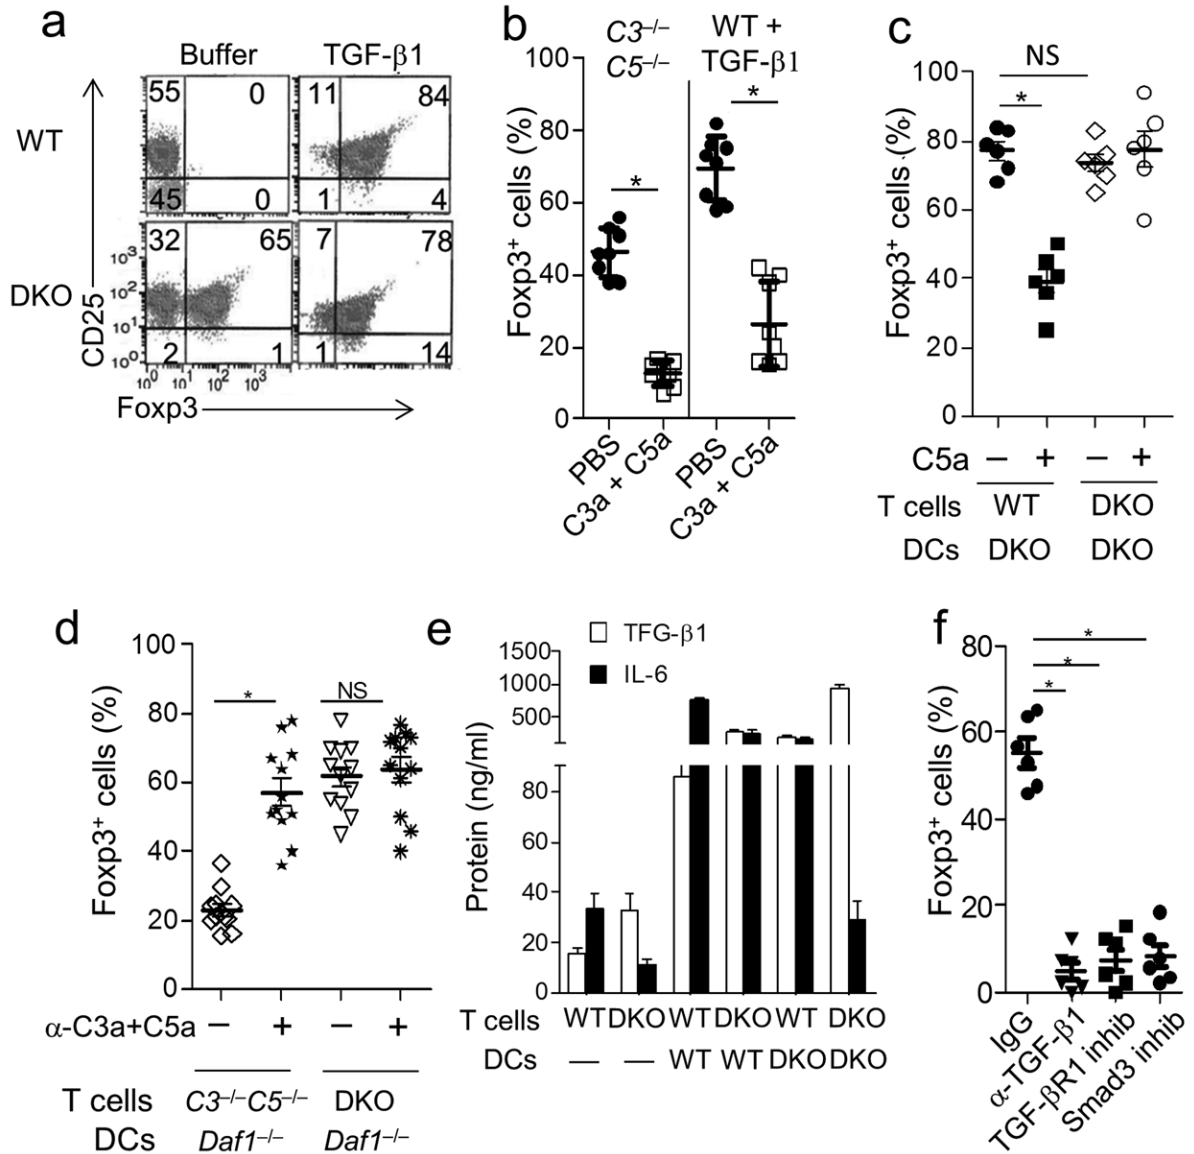 a
Buffer TGF-β1
WT
55 0 11 84
45 0 1 4
DKO
32 65 7 78
2 1 1 14
CD25
10³
10²
10¹
10⁰
10⁰ 10¹ 10² 10³
Foxp3
b
C3–/– WT +
C5–/– TGF-β1
Foxp3+ cells (%)
100
80
60
40
20
0
* *
PBS C3a + C5a PBS C3a + C5a
c
NS
*
Foxp3+ cells (%)
100
80
60
40
20
0
C5a – + – +
T cells WT DKO
DCs DKO DKO
d
Foxp3+ cells (%)
100
80
60
40
20
0
* NS
α-C3a+C5a – + – +
T cells C3–/–C5–/– DKO
DCs Daf1–/– Daf1–/–
e
TFG-β1
IL-6
Protein (ng/ml)
1500
1000
500
80
60
40
20
0
T cells WT DKO WT DKO WT DKO
DCs — — WT WT DKO DKO
f
Foxp3+ cells (%)
80
60
40
20
0
*
*
*
IgG α-TGF-β1 TGF-βR1 inhib Smad3 inhib